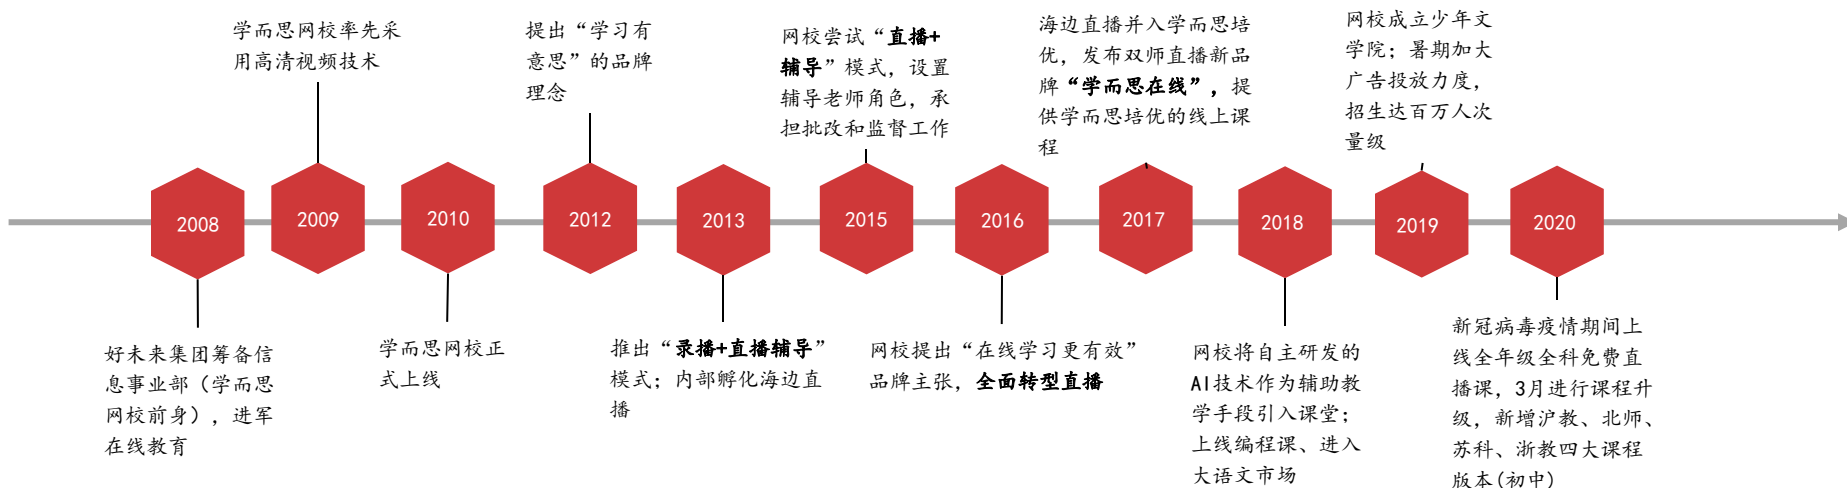 学而思网校率先采
用高清视频技术
提出“学习有
意思”的品牌
理念
网校尝试“直播+
辅导”模式，设置
辅导老师角色，承
担批改和监督工作
海边直播并入学而思培
优，发布双师直播新品
牌“学而思在线”，提
供学而思培优的线上课
程
网校成立少年文
学院；暑期加大
广告投放力度，
招生达百万人次
量级
2008
2009
2010
2012
2013
2015
2016
2017
2018
2019
2020
好未来集团筹备信
息事业部（学而思
网校前身），进军
在线教育
学而思网校正
式上线
推出“录播+直播辅导”
模式；内部孵化海边直
播
网校提出“在线学习更有效”
品牌主张，全面转型直播
网校将自主研发的
AI技术作为辅助教
学手段引入课堂；
上线编程课、进入
大语文市场
新冠病毒疫情期间上
线全年级全科免费直
播课，3月进行课程升
级，新增沪教、北师、
苏科、浙教四大课程
版本(初中)